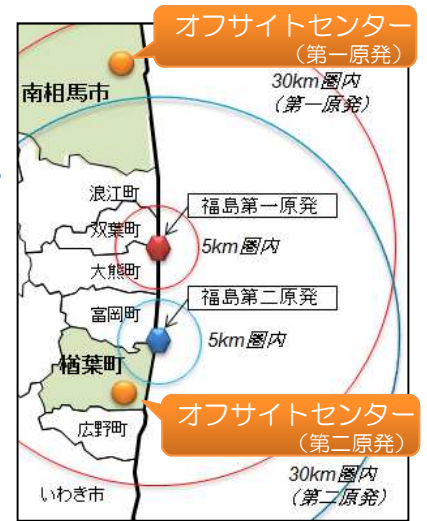 オフサイトセンター
（第一原発）
南相馬市
30km圏内
（第一原発）
浪江町
福島第一原発
双葉町
5km圏内
大熊町
福島第二原発
富岡町
5km圏内
楢葉町
オフサイトセンター
（第二原発）
広野町
いわき市
30km圏内
（第二原発）